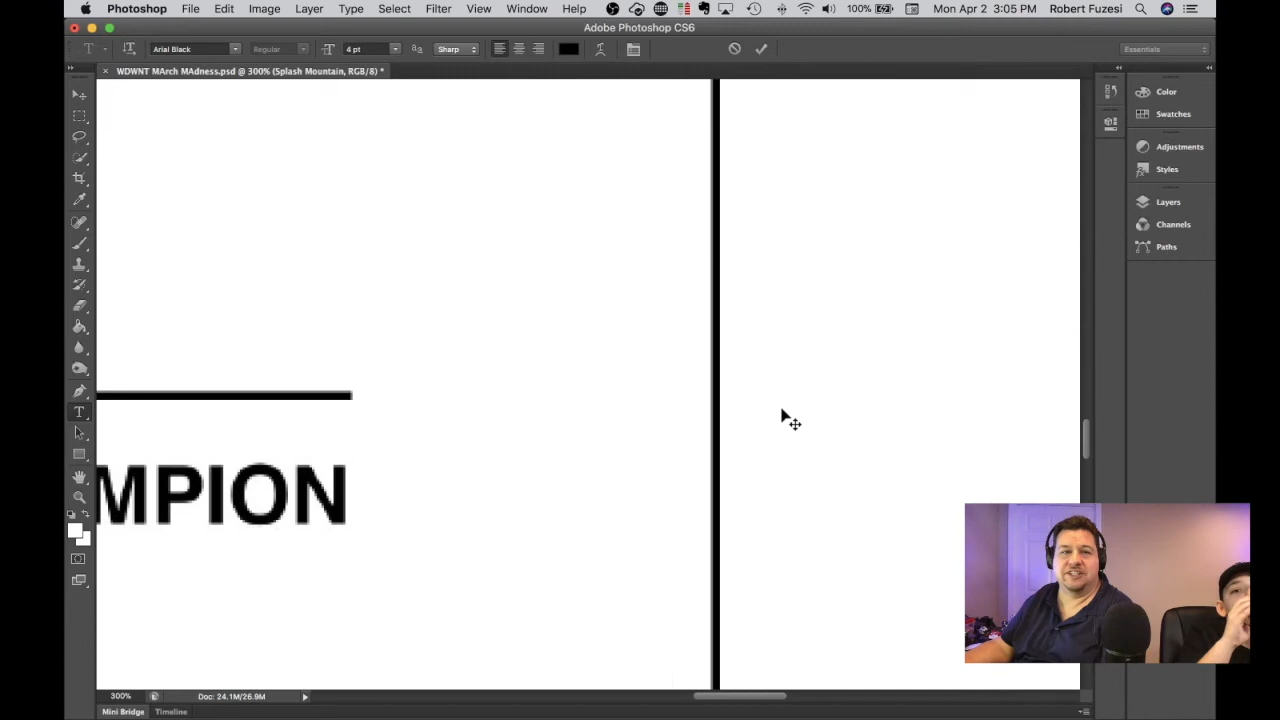 Photoshop File Edit Image Layer Type Select Filter View Window Help 100% Mon Apr 2 3:05 PM Robert Fuzesi
Adobe Photoshop CS6
T Arial Black Regular 4 pt aa Sharp Essentials
WDWNT MArch MAdness.psd @ 300% (Splash Mountain, RGB/8) *
Color
Swatches
Adjustments
Styles
Layers
Channels
Paths
MPION
300% Doc: 24.1M/26.9M
Mini Bridge Timeline